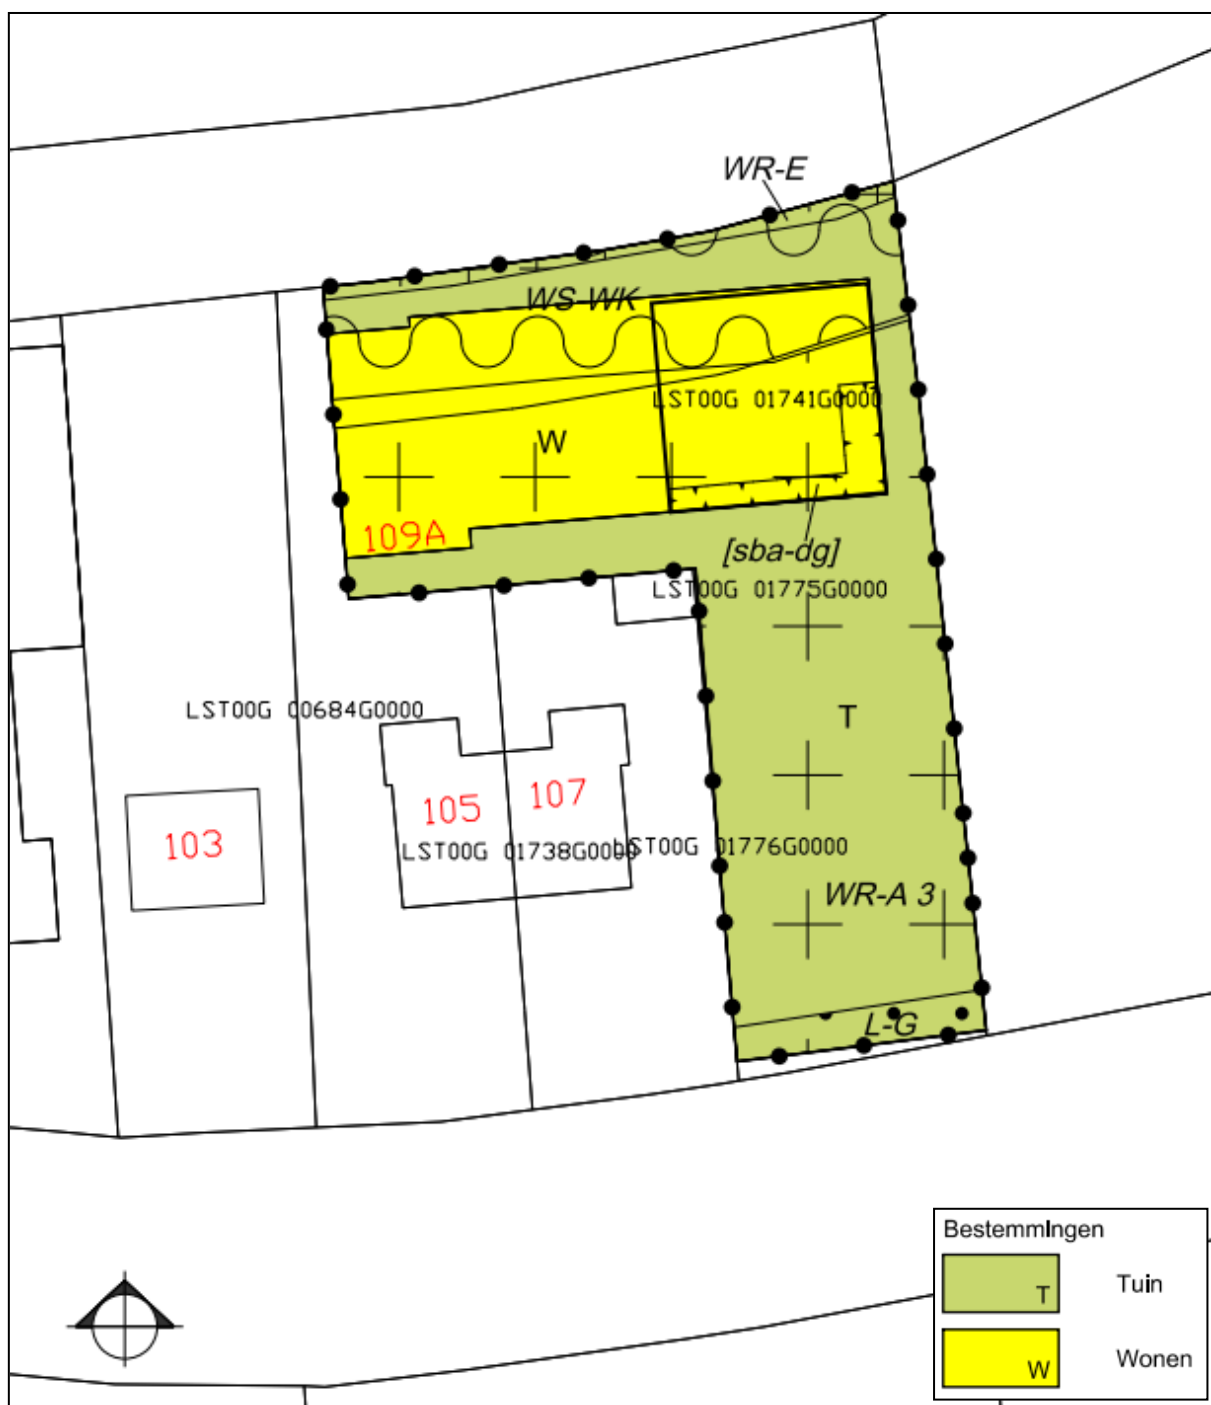 WR-E
WS-WK
LST00G 01741G0000
W
109A
[sba-dg]
LST00G 01775G0000
LST00G 00684G0000
T
107
105
103
LST00G 01738G0000
LST00G 01776G0000
WR-A 3
L-G
Bestemmingen
T Tuin
W Wonen